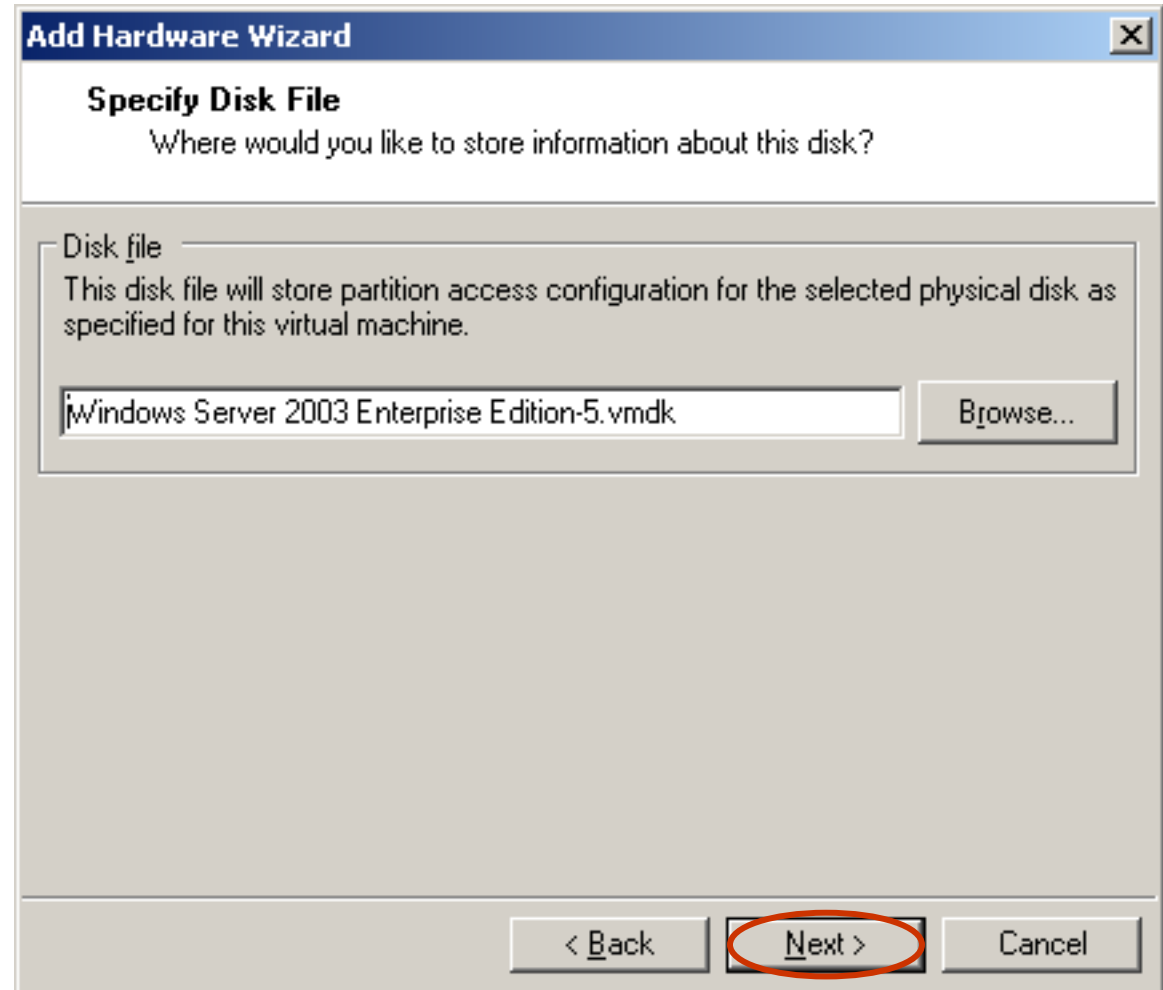 Add Hardware Wizard
Specify Disk File
Where would you like to store information about this disk?
Disk file
This disk file will store partition access configuration for the selected physical disk as
specified for this virtual machine.
Windows Server 2003 Enterprise Edition-5.vmdk
Browse...
< Back
Next >
Cancel